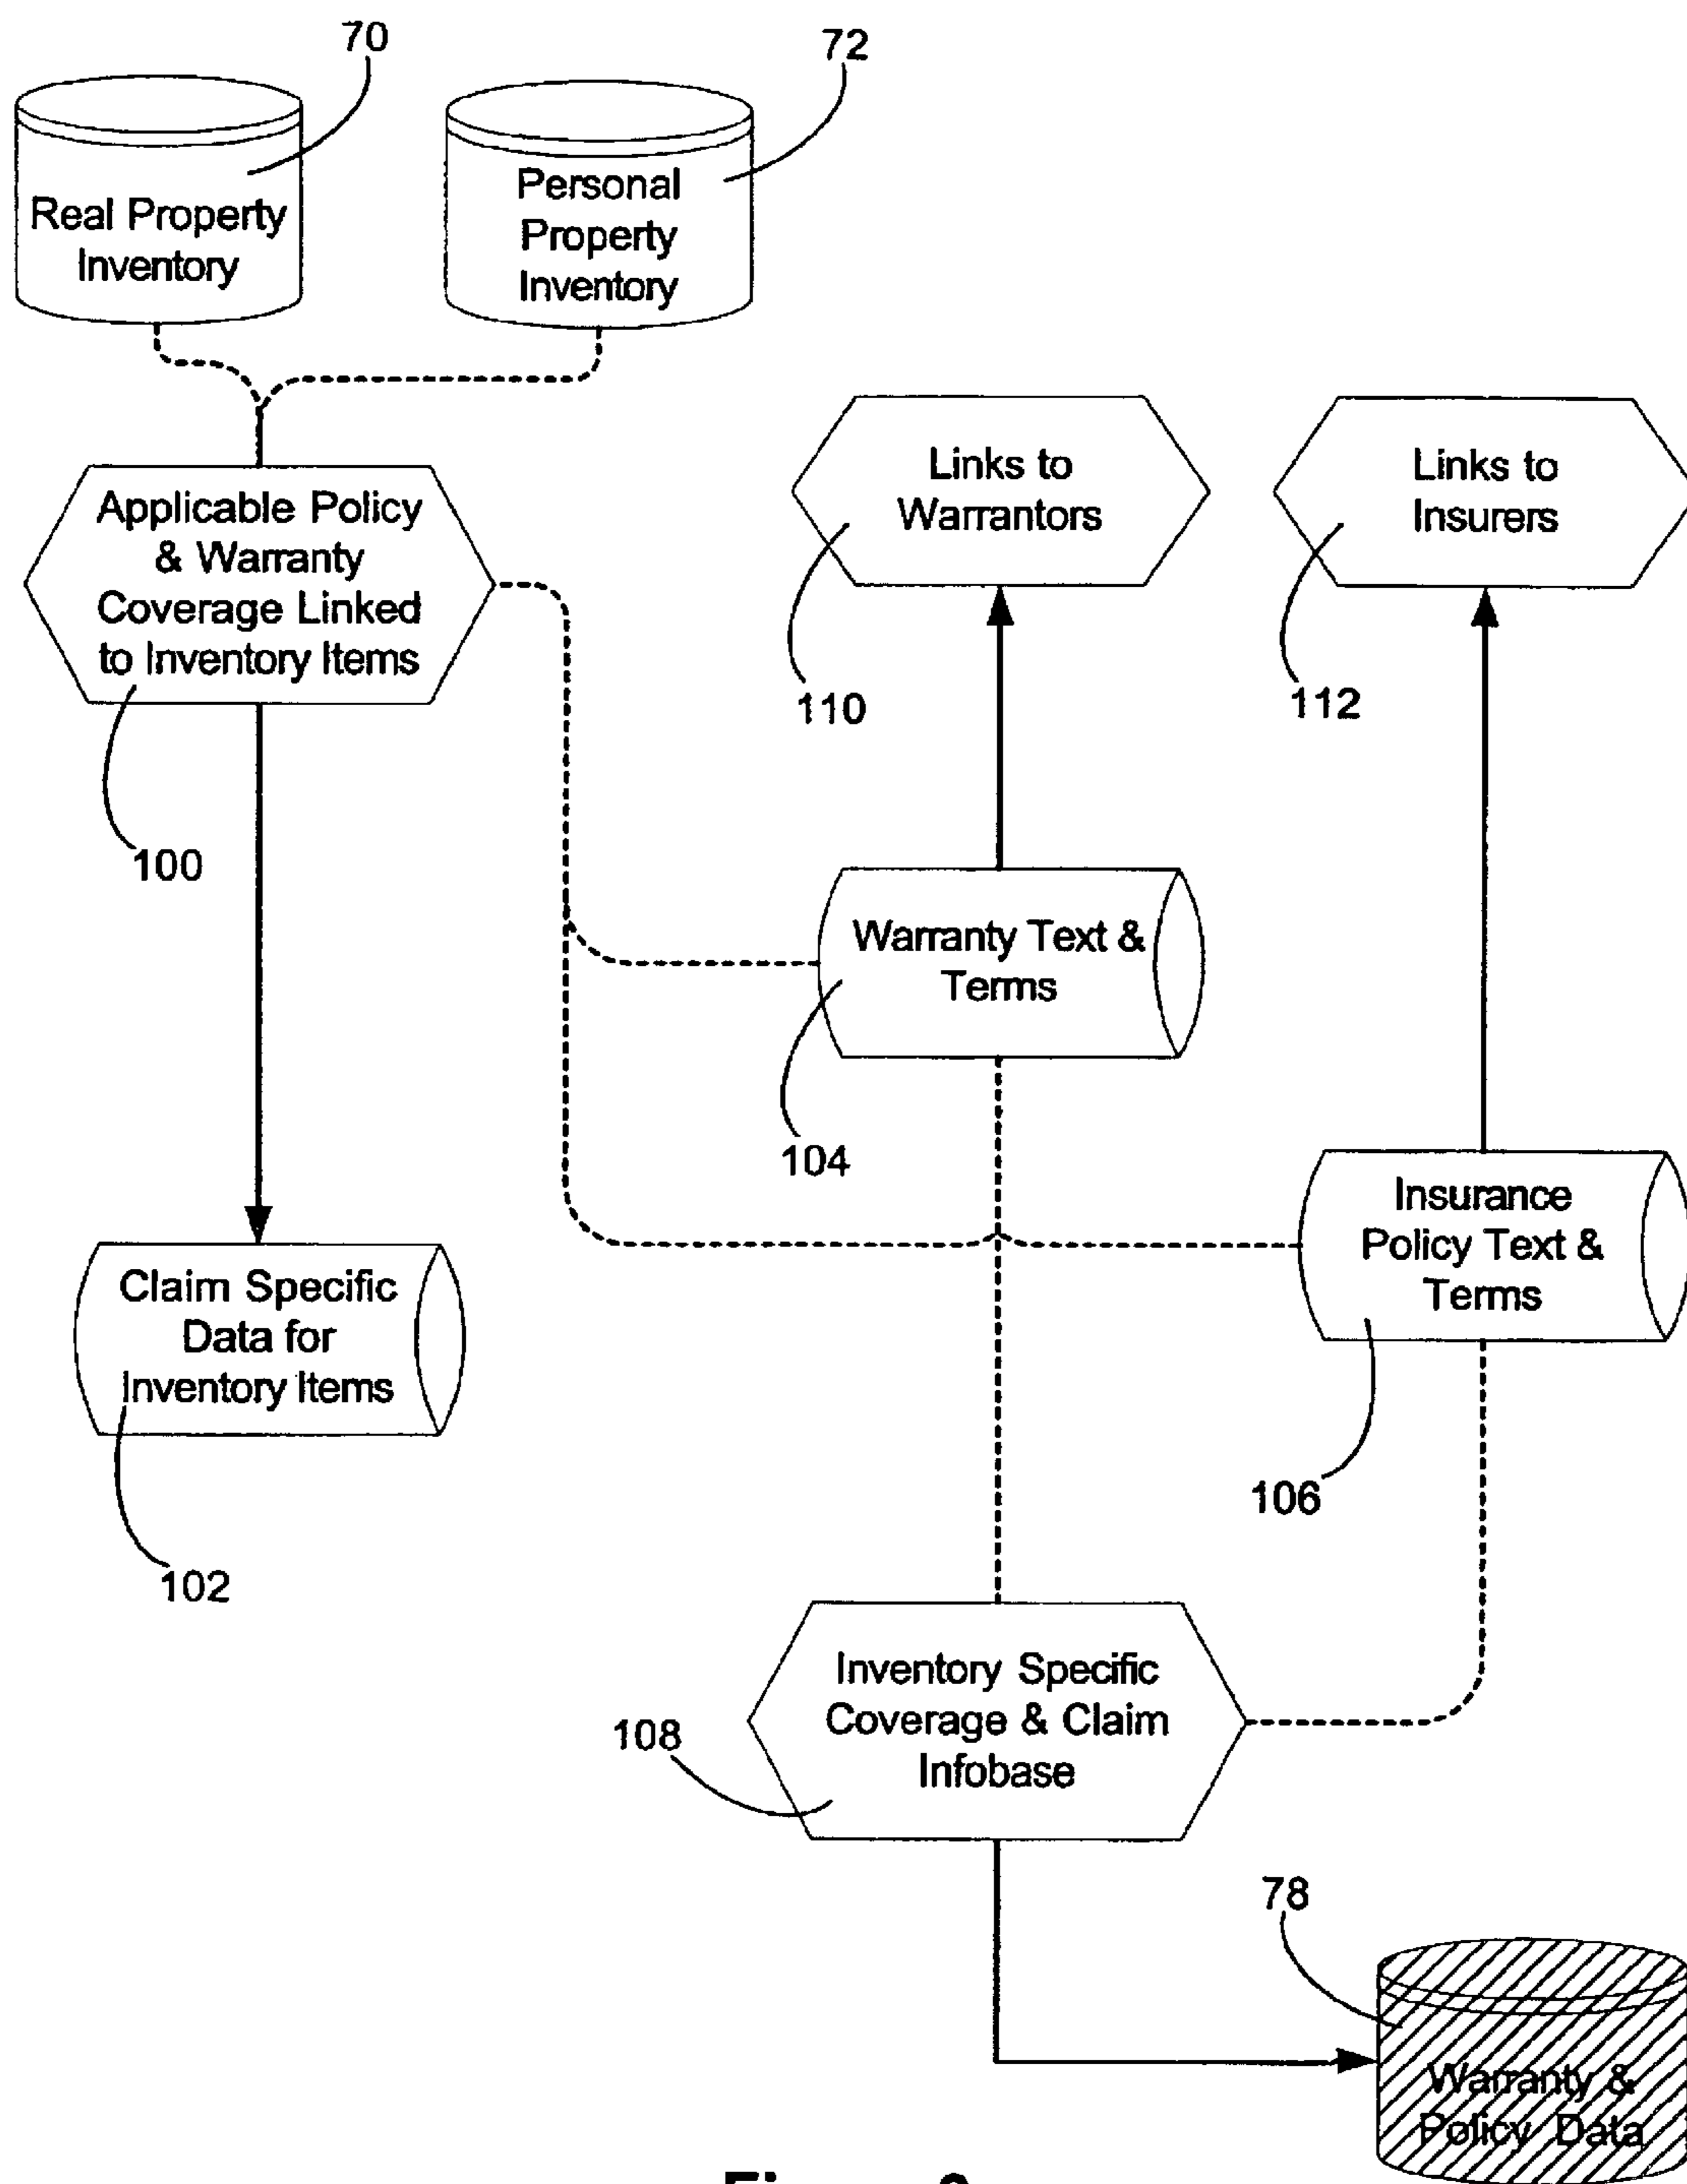 70
72
Real Property
Inventory
Personal
Property
Inventory
Applicable Policy
& Warranty
Coverage Linked
to Inventory Items
Links to
Warrantors
Links to
Insurers
110
112
100
Warranty Text &
Terms
104
Insurance
Policy Text &
Terms
Claim Specific
Data for
Inventory Items
106
102
Inventory Specific
Coverage & Claim
Infobase
108
78
Warranty &
Policy Data